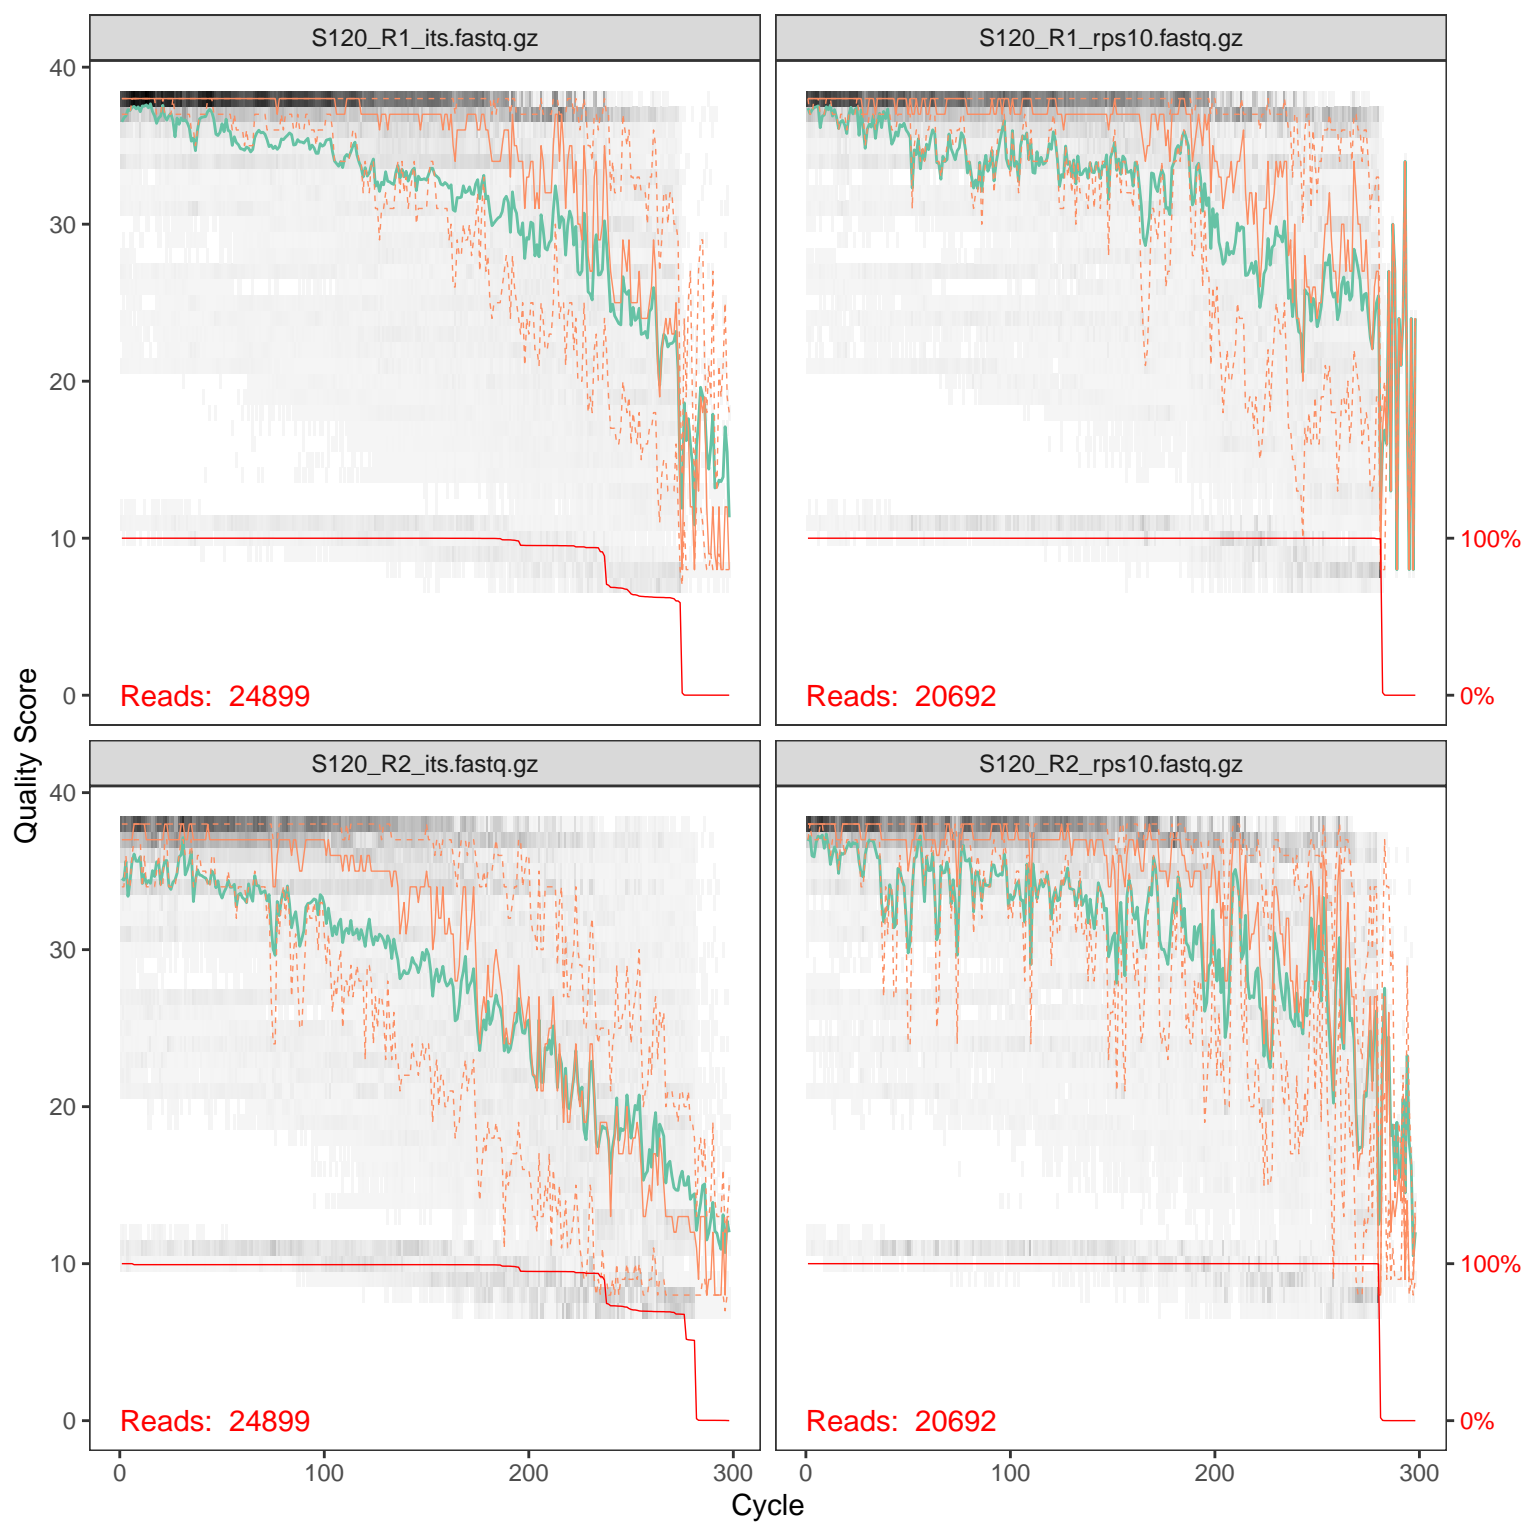 S120_R1_its.fastq.gz
S120_R1_rps10.fastq.gz
40
30
20
10
0
100%
0%
Reads: 24899
Reads: 20692
Quality Score
S120_R2_its.fastq.gz
S120_R2_rps10.fastq.gz
40
30
20
10
0
100%
0%
Reads: 24899
Reads: 20692
0
100
200
300
0
100
200
300
Cycle